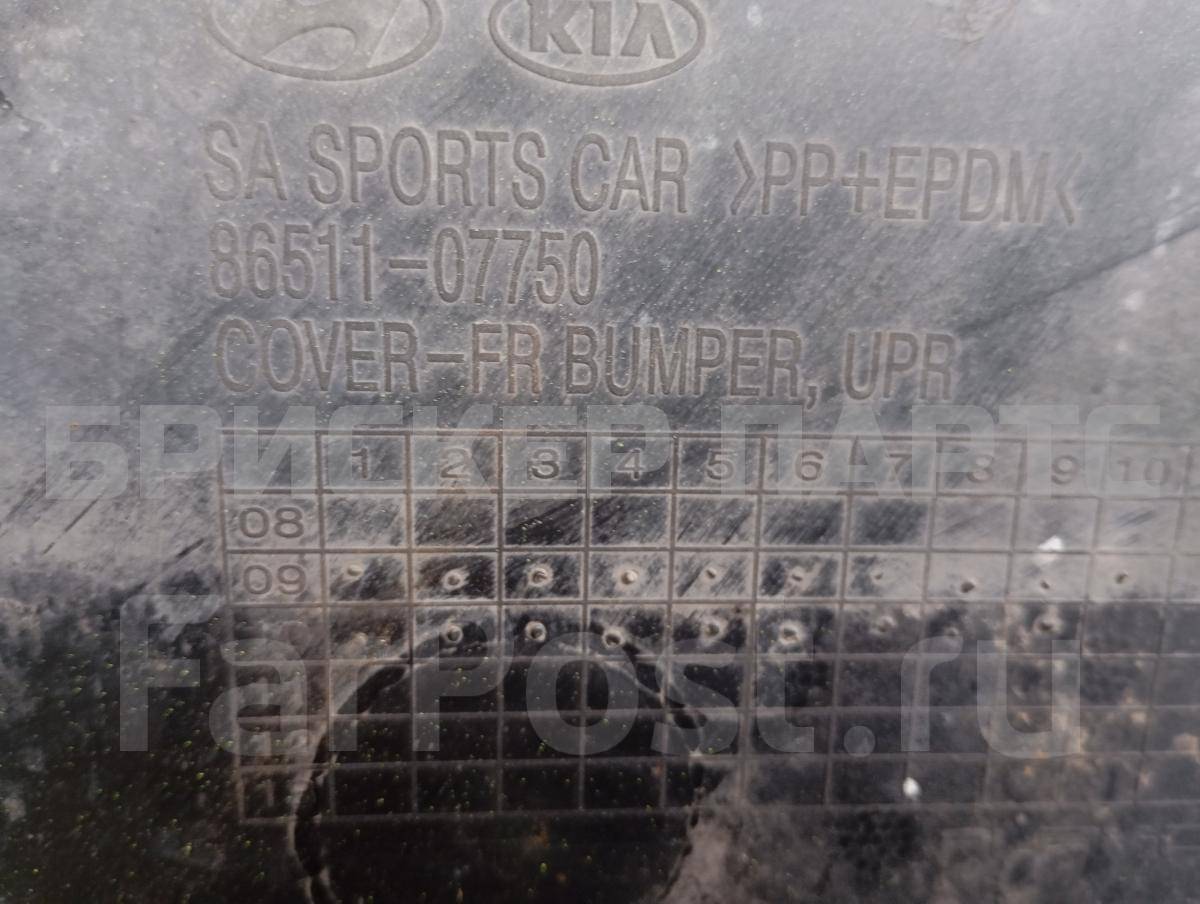 KIA
SA SPORTS CAR >PP+EPDM<
86511-07750
COVER-FR BUMPER, UPR
БРИСКЕР ПАРТС
1 2 3 4 5 6 7 8 9 10
08
09
FarPost.ru